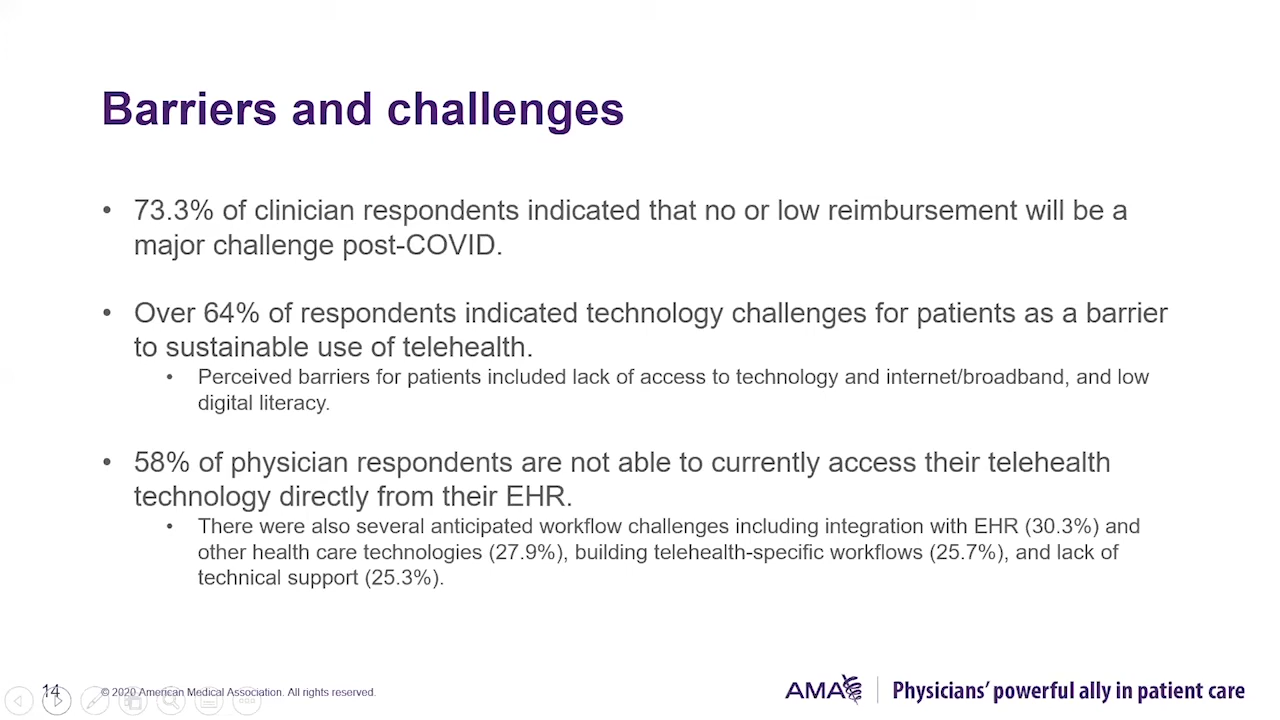 Barriers and challenges
• 73.3% of clinician respondents indicated that no or low reimbursement will be a
major challenge post-COVID.
• Over 64% of respondents indicated technology challenges for patients as a barrier
to sustainable use of telehealth.
• Perceived barriers for patients included lack of access to technology and internet/broadband, and low
digital literacy.
• 58% of physician respondents are not able to currently access their telehealth
technology directly from their EHR.
• There were also several anticipated workflow challenges including integration with EHR (30.3%) and
other health care technologies (27.9%), building telehealth-specific workflows (25.7%), and lack of
technical support (25.3%).
14
© 2020 American Medical Association. All rights reserved.
AMA
Physicians’ powerful ally in patient care